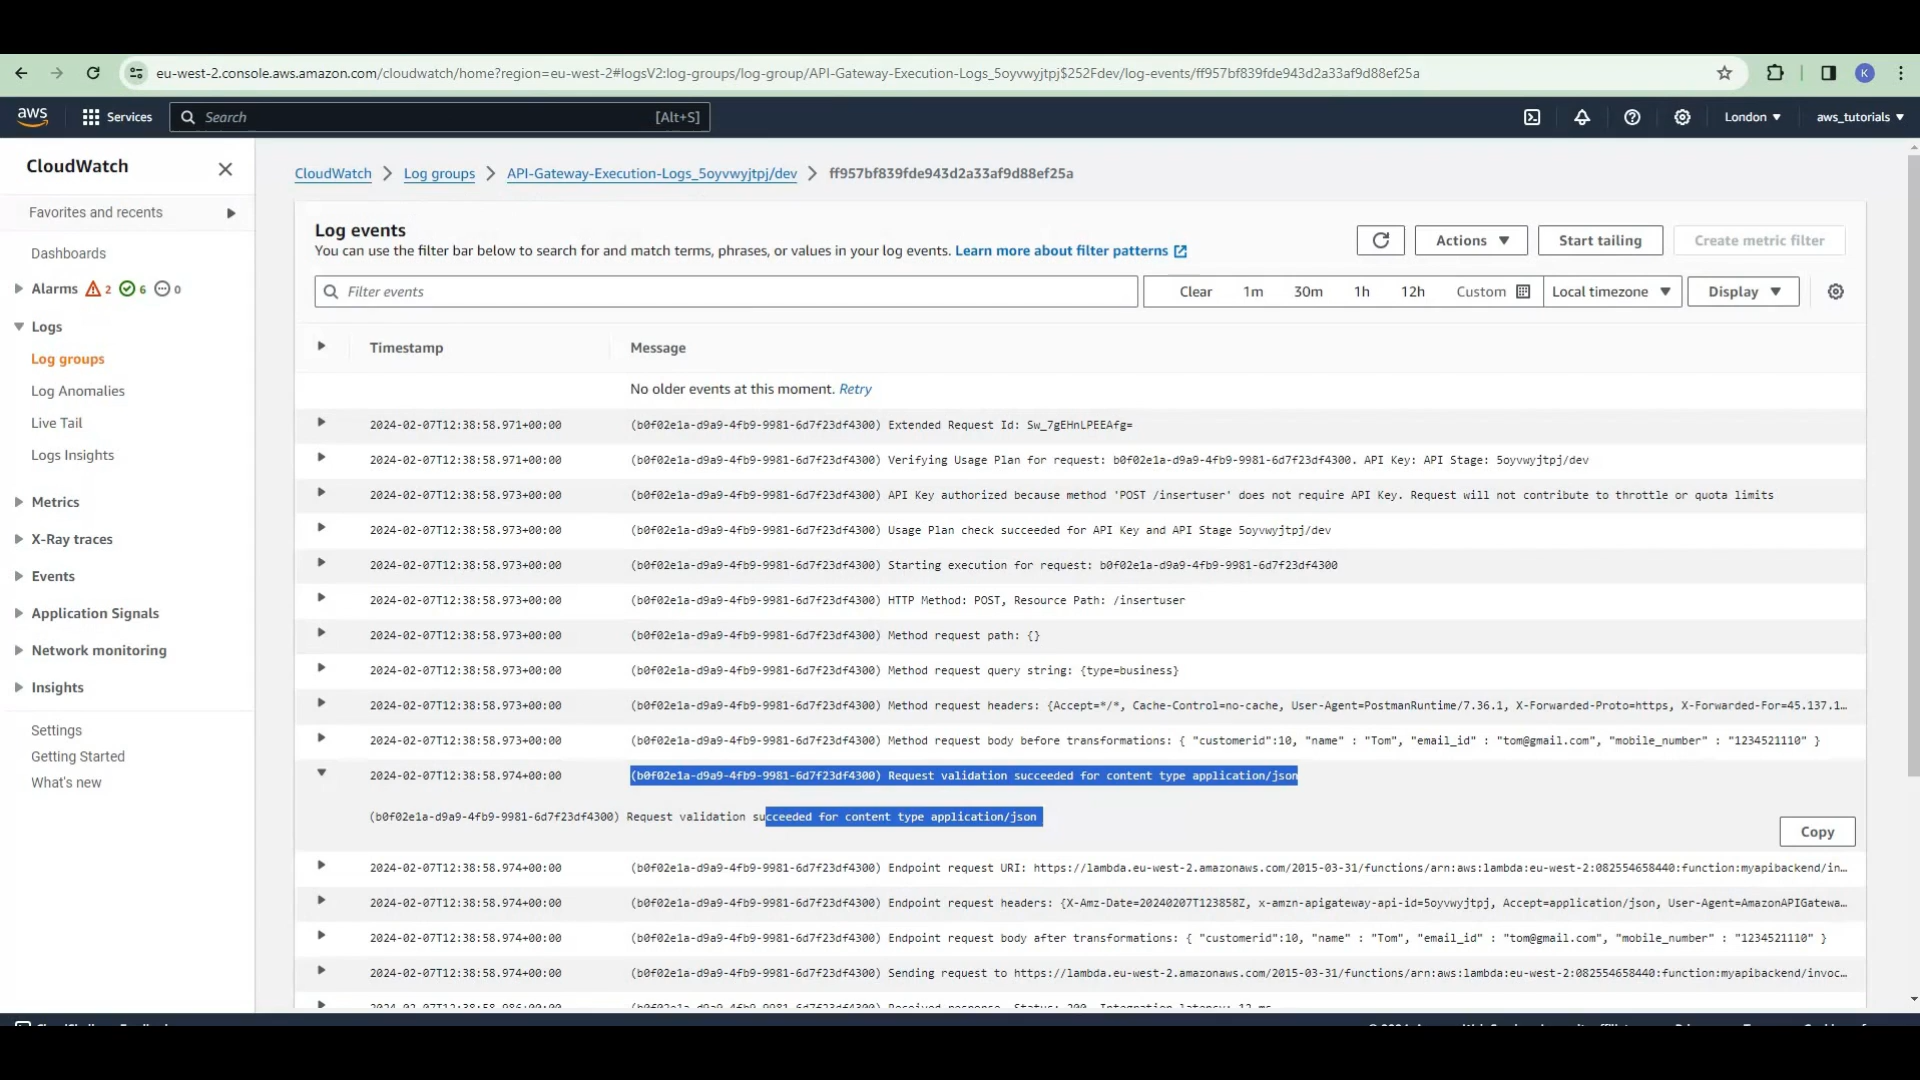 eu-west-2.console.aws.amazon.com/cloudwatch/home?region=eu-west-2#logsV2:log-groups/log-group/API-Gateway-Execution-Logs_5oyvwyjtpj$252Fdev/log-events/ff957bf839fde943d2a33af9d88ef25a
K
aws
Services
Search
[Alt+S]
London
aws_tutorials
CloudWatch
Favorites and recents
Dashboards
Alarms 2 6 0
Logs
Log groups
Log Anomalies
Live Tail
Logs Insights
Metrics
X-Ray traces
Events
Application Signals
Network monitoring
Insights
Settings
Getting Started
What's new
CloudWatch
Log groups
API-Gateway-Execution-Logs_5oyvwyjtpj/dev
ff957bf839fde943d2a33af9d88ef25a
Log events
You can use the filter bar below to search for and match terms, phrases, or values in your log events. Learn more about filter patterns
Actions
Start tailing
Create metric filter
Filter events
Clear
1m
30m
1h
12h
Custom
Local timezone
Display
Timestamp Message
No older events at this moment. Retry
2024-02-07T12:38:58.971+00:00 (b0f02e1a-d9a9-4fb9-9981-6d7f23df4300) Extended Request Id: Sw_7gEHnLPEEAfg=
2024-02-07T12:38:58.971+00:00 (b0f02e1a-d9a9-4fb9-9981-6d7f23df4300) Verifying Usage Plan for request: b0f02e1a-d9a9-4fb9-9981-6d7f23df4300. API Key: API Stage: 5oyvwyjtpj/dev
2024-02-07T12:38:58.973+00:00 (b0f02e1a-d9a9-4fb9-9981-6d7f23df4300) API Key authorized because method 'POST /insertuser' does not require API Key. Request will not contribute to throttle or quota limits
2024-02-07T12:38:58.973+00:00 (b0f02e1a-d9a9-4fb9-9981-6d7f23df4300) Usage Plan check succeeded for API Key and API Stage 5oyvwyjtpj/dev
2024-02-07T12:38:58.973+00:00 (b0f02e1a-d9a9-4fb9-9981-6d7f23df4300) Starting execution for request: b0f02e1a-d9a9-4fb9-9981-6d7f23df4300
2024-02-07T12:38:58.973+00:00 (b0f02e1a-d9a9-4fb9-9981-6d7f23df4300) HTTP Method: POST, Resource Path: /insertuser
2024-02-07T12:38:58.973+00:00 (b0f02e1a-d9a9-4fb9-9981-6d7f23df4300) Method request path: {}
2024-02-07T12:38:58.973+00:00 (b0f02e1a-d9a9-4fb9-9981-6d7f23df4300) Method request query string: {type=business}
2024-02-07T12:38:58.973+00:00 (b0f02e1a-d9a9-4fb9-9981-6d7f23df4300) Method request headers: {Accept=*/*, Cache-Control=no-cache, User-Agent=PostmanRuntime/7.36.1, X-Forwarded-Proto=https, X-Forwarded-For=45.137.1…
2024-02-07T12:38:58.973+00:00 (b0f02e1a-d9a9-4fb9-9981-6d7f23df4300) Method request body before transformations: { "customerid":10, "name" : "Tom", "email_id" : "tom@gmail.com", "mobile_number" : "1234521110" }
2024-02-07T12:38:58.974+00:00 (b0f02e1a-d9a9-4fb9-9981-6d7f23df4300) Request validation succeeded for content type application/json
(b0f02e1a-d9a9-4fb9-9981-6d7f23df4300) Request validation succeeded for content type application/json
Copy
2024-02-07T12:38:58.974+00:00 (b0f02e1a-d9a9-4fb9-9981-6d7f23df4300) Endpoint request URI: https://lambda.eu-west-2.amazonaws.com/2015-03-31/functions/arn:aws:lambda:eu-west-2:082554658440:function:myapibackend/in…
2024-02-07T12:38:58.974+00:00 (b0f02e1a-d9a9-4fb9-9981-6d7f23df4300) Endpoint request headers: {X-Amz-Date=20240207T123858Z, x-amzn-apigateway-api-id=5oyvwyjtpj, Accept=application/json, User-Agent=AmazonAPIGatewa…
2024-02-07T12:38:58.974+00:00 (b0f02e1a-d9a9-4fb9-9981-6d7f23df4300) Endpoint request body after transformations: { "customerid":10, "name" : "Tom", "email_id" : "tom@gmail.com", "mobile_number" : "1234521110" }
2024-02-07T12:38:58.974+00:00 (b0f02e1a-d9a9-4fb9-9981-6d7f23df4300) Sending request to https://lambda.eu-west-2.amazonaws.com/2015-03-31/functions/arn:aws:lambda:eu-west-2:082554658440:function:myapibackend/invoc…
2024-02-07T12:38:58.986+00:00 (b0f02e1a-d9a9-4fb9-9981-6d7f23df4300) Received response. Status: 200, Integration latency: 12 ms